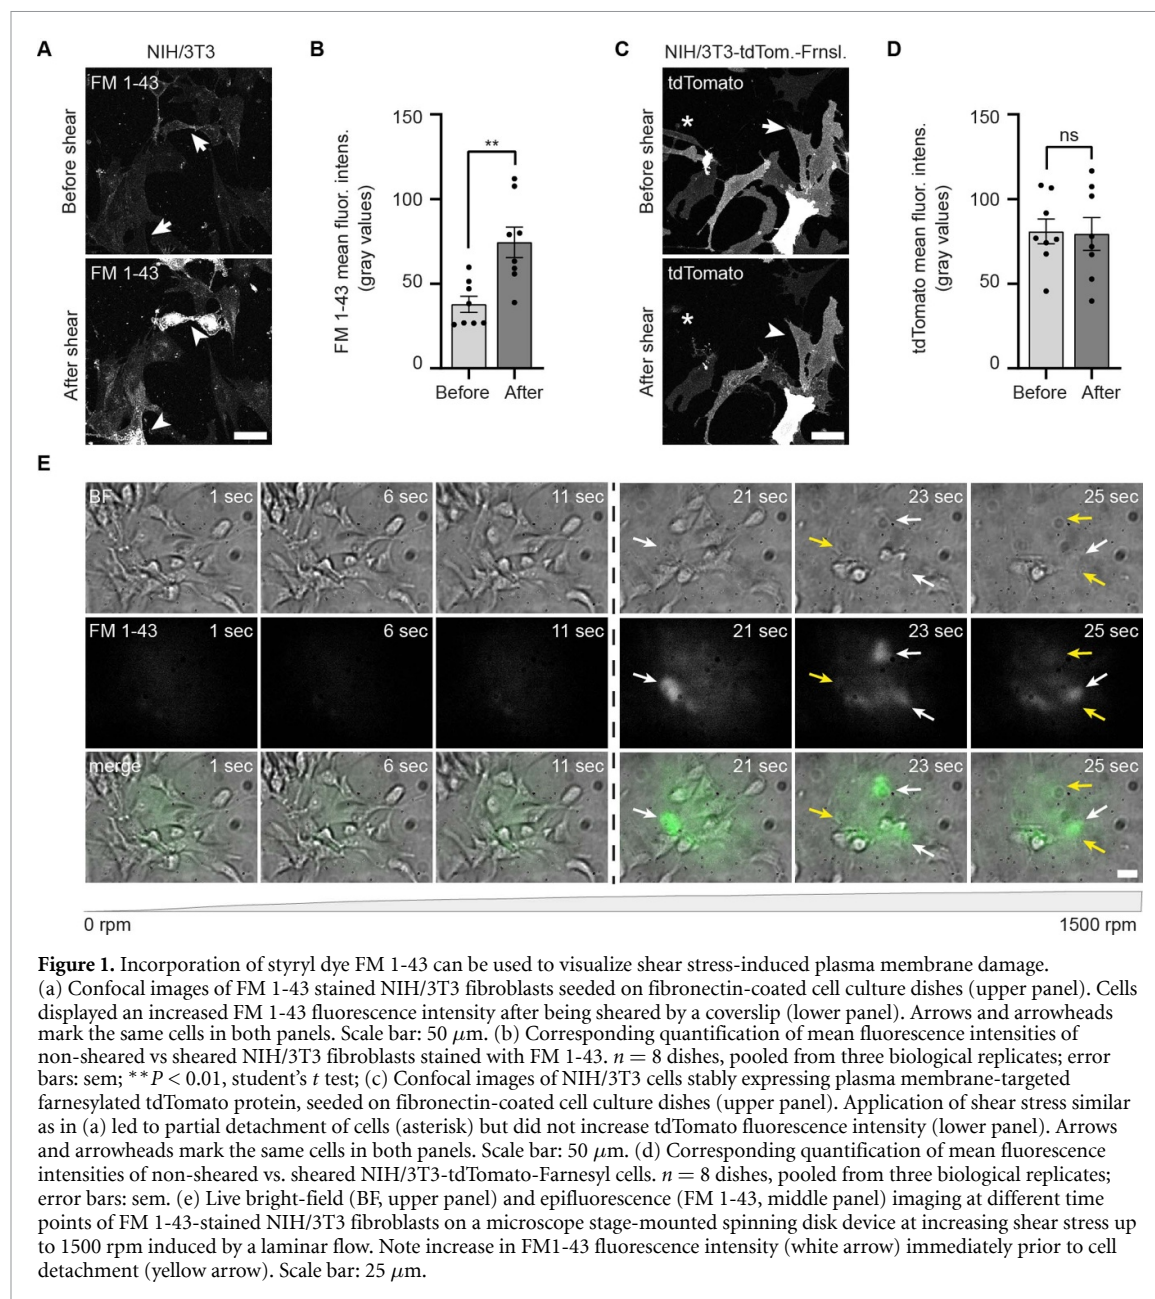 A
NIH/3T3
FM 1-43
Before shear
FM 1-43
After shear
B
FM 1-43 mean fluor. intens.
(gray values)
150
100
50
0
**
Before After
C
NIH/3T3-tdTom.-Frnsl.
tdTomato
*
Before shear
tdTomato
*
After shear
D
tdTomato mean fluor. intens.
(gray values)
150
100
50
0
ns
Before After
E
BF 1 sec 6 sec 11 sec 21 sec 23 sec 25 sec
FM 1-43 1 sec 6 sec 11 sec 21 sec 23 sec 25 sec
merge 1 sec 6 sec 11 sec 21 sec 23 sec 25 sec
0 rpm 1500 rpm
Figure 1. Incorporation of styryl dye FM 1-43 can be used to visualize shear stress-induced plasma membrane damage.
(a) Confocal images of FM 1-43 stained NIH/3T3 fibroblasts seeded on fibronectin-coated cell culture dishes (upper panel). Cells
displayed an increased FM 1-43 fluorescence intensity after being sheared by a coverslip (lower panel). Arrows and arrowheads
mark the same cells in both panels. Scale bar: 50 μm. (b) Corresponding quantification of mean fluorescence intensities of
non-sheared vs sheared NIH/3T3 fibroblasts stained with FM 1-43. n = 8 dishes, pooled from three biological replicates; error
bars: sem; **P < 0.01, student's t test; (c) Confocal images of NIH/3T3 cells stably expressing plasma membrane-targeted
farnesylated tdTomato protein, seeded on fibronectin-coated cell culture dishes (upper panel). Application of shear stress similar
as in (a) led to partial detachment of cells (asterisk) but did not increase tdTomato fluorescence intensity (lower panel). Arrows
and arrowheads mark the same cells in both panels. Scale bar: 50 μm. (d) Corresponding quantification of mean fluorescence
intensities of non-sheared vs. sheared NIH/3T3-tdTomato-Farnesyl cells. n = 8 dishes, pooled from three biological replicates;
error bars: sem. (e) Live bright-field (BF, upper panel) and epifluorescence (FM 1-43, middle panel) imaging at different time
points of FM 1-43-stained NIH/3T3 fibroblasts on a microscope stage-mounted spinning disk device at increasing shear stress up
to 1500 rpm induced by a laminar flow. Note increase in FM1-43 fluorescence intensity (white arrow) immediately prior to cell
detachment (yellow arrow). Scale bar: 25 μm.